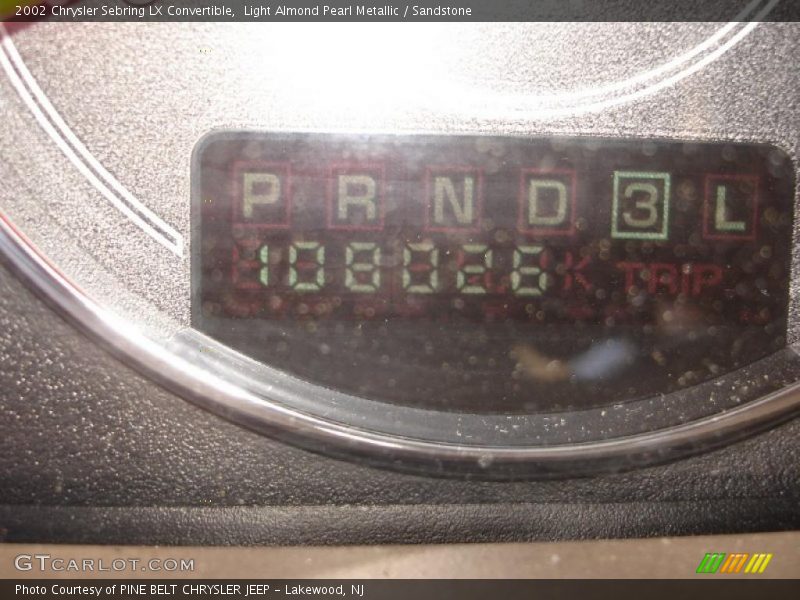 2002 Chrysler Sebring LX Convertible,  Light Almond Pearl Metallic / Sandstone
P R N D 3 L
K TRIP
GTCARLOT.COM
Photo Courtesy of PINE BELT CHRYSLER JEEP - Lakewood, NJ